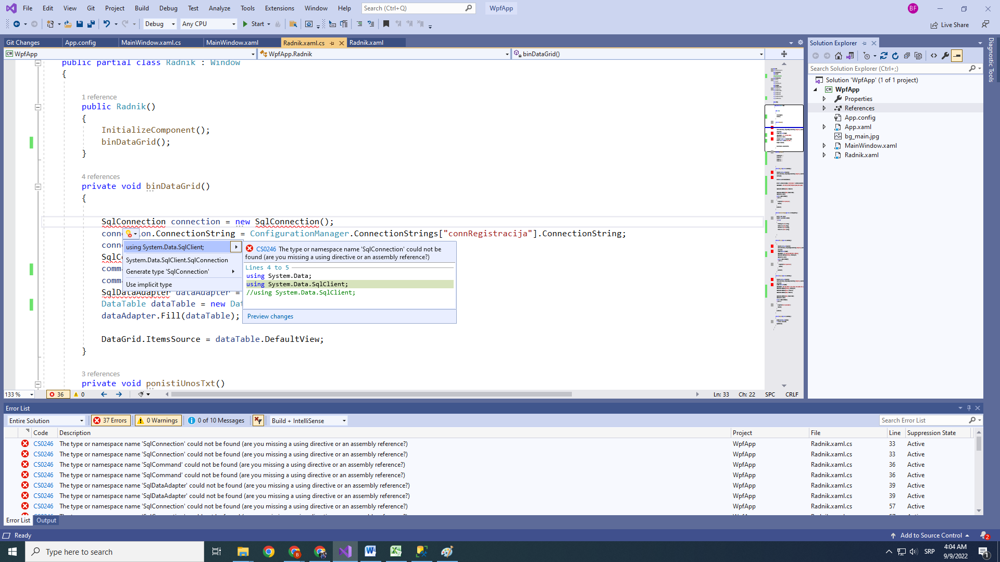 File Edit View Git Project Build Debug Test Analyze Tools Extensions Window Help Search (Ctrl+Q) WpfApp BF
Debug Any CPU Start Live Share
Git Changes App.config MainWindow.xaml.cs MainWindow.xaml Radnik.xaml.cs Radnik.xaml
C# WpfApp WpfApp.Radnik binDataGrid()
public partial class Radnik : Window
{
1 reference
public Radnik()
{
InitializeComponent();
binDataGrid();
}
4 references
private void binDataGrid()
{
SqlConnection connection = new SqlConnection();
conn ion.ConnectionString = ConfigurationManager.ConnectionStrings["connRegistracija"].ConnectionString;
conn
SqlC
comm
comm
SqlDataAdapter dataAdapter =
DataTable dataTable = new Dat
dataAdapter.Fill(dataTable);
DataGrid.ItemsSource = dataTable.DefaultView;
}
3 references
private void ponistiUnosTxt()
using System.Data.SqlClient;
System.Data.SqlClient.SqlConnection
Generate type 'SqlConnection'
Use implicit type
CS0246 The type or namespace name 'SqlConnection' could not be
found (are you missing a using directive or an assembly reference?)
Lines 4 to 5
using System.Data;
using System.Data.SqlClient;
//using System.Data.SqlClient;
Preview changes
133 % 36 0 Ln: 33 Ch: 22 SPC CRLF
Solution Explorer
Search Solution Explorer (Ctrl+;)
Solution 'WpfApp' (1 of 1 project)
C# WpfApp
Properties
References
App.config
App.xaml
bg_main.jpg
MainWindow.xaml
Radnik.xaml
Diagnostic Tools
Error List
Entire Solution 37 Errors 0 Warnings 0 of 10 Messages Build + IntelliSense Search Error List
Code Description Project File Line Suppression State
CS0246 The type or namespace name 'SqlConnection' could not be found (are you missing a using directive or an assembly reference?) WpfApp Radnik.xaml.cs 33 Active
CS0246 The type or namespace name 'SqlConnection' could not be found (are you missing a using directive or an assembly reference?) WpfApp Radnik.xaml.cs 33 Active
CS0246 The type or namespace name 'SqlCommand' could not be found (are you missing a using directive or an assembly reference?) WpfApp Radnik.xaml.cs 36 Active
CS0246 The type or namespace name 'SqlCommand' could not be found (are you missing a using directive or an assembly reference?) WpfApp Radnik.xaml.cs 36 Active
CS0246 The type or namespace name 'SqlDataAdapter' could not be found (are you missing a using directive or an assembly reference?) WpfApp Radnik.xaml.cs 39 Active
CS0246 The type or namespace name 'SqlDataAdapter' could not be found (are you missing a using directive or an assembly reference?) WpfApp Radnik.xaml.cs 39 Active
CS0246 The type or namespace name 'SqlConnection' could not be found (are you missing a using directive or an assembly reference?) WpfApp Radnik.xaml.cs 57 Active
Error List Output
Ready Add to Source Control 2
Type here to search SRP 4:04 AM
9/9/2022 1